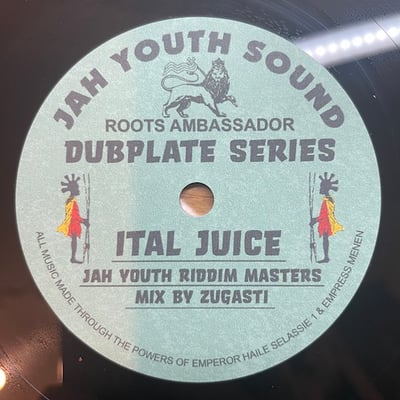 JAH YOUTH SOUND
ROOTS AMBASSADOR
DUBPLATE SERIES
ITAL JUICE
JAH YOUTH RIDDIM MASTERS
MIX BY ZUGASTI
ALL MUSIC MADE THROUGH THE POWERS OF EMPEROR HAILE SELASSIE 1 & EMPRESS MENEN